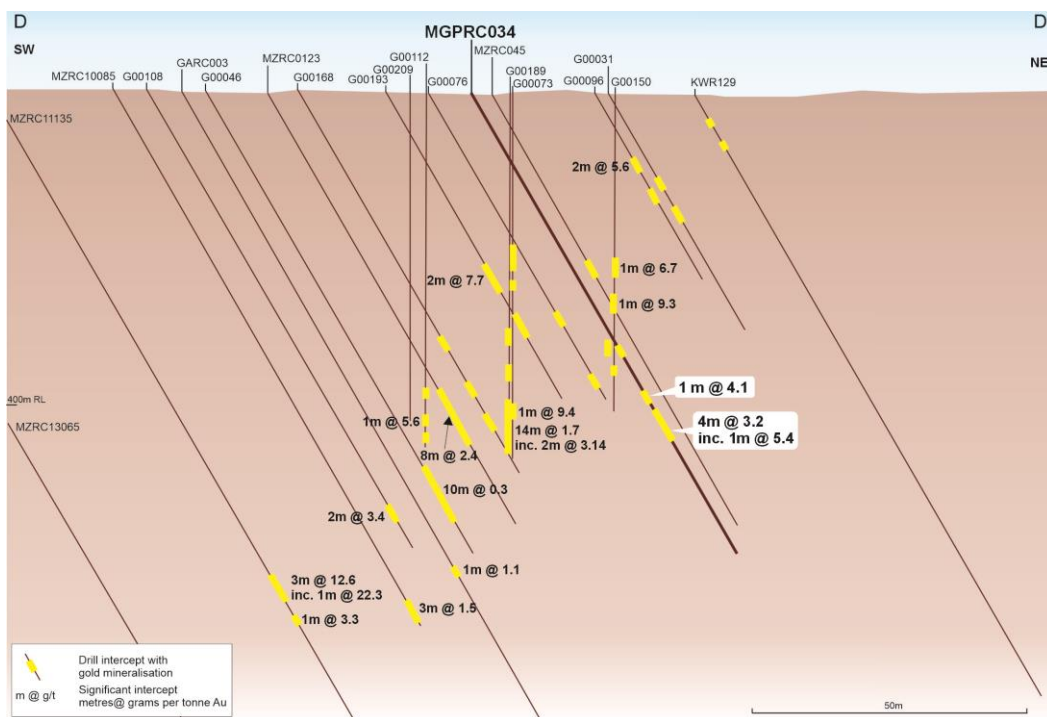 D
D
SW
NE
MGPRC034
MZRC045
G00112
G00209
G00193
G00076
G00189
G00073
G00031
G00096
G00150
KWR129
MZRC10085
G00108
GARC003
G00046
MZRC0123
G00168
MZRC11135
2m @ 5.6
2m @ 7.7
1m @ 6.7
1m @ 9.3
400m RL
MZRC13065
1 m @ 4.1
4m @ 3.2
inc. 1m @ 5.4
1m @ 5.6
8m @ 2.4
1m @ 9.4
14m @ 1.7
inc. 2m @ 3.14
10m @ 0.3
2m @ 3.4
1m @ 1.1
3m @ 12.6
inc. 1m @ 22.3
1m @ 3.3
3m @ 1.5
Drill intercept with
gold mineralisation
m @ g/t
Significant intercept
metres@ grams per tonne Au
50m